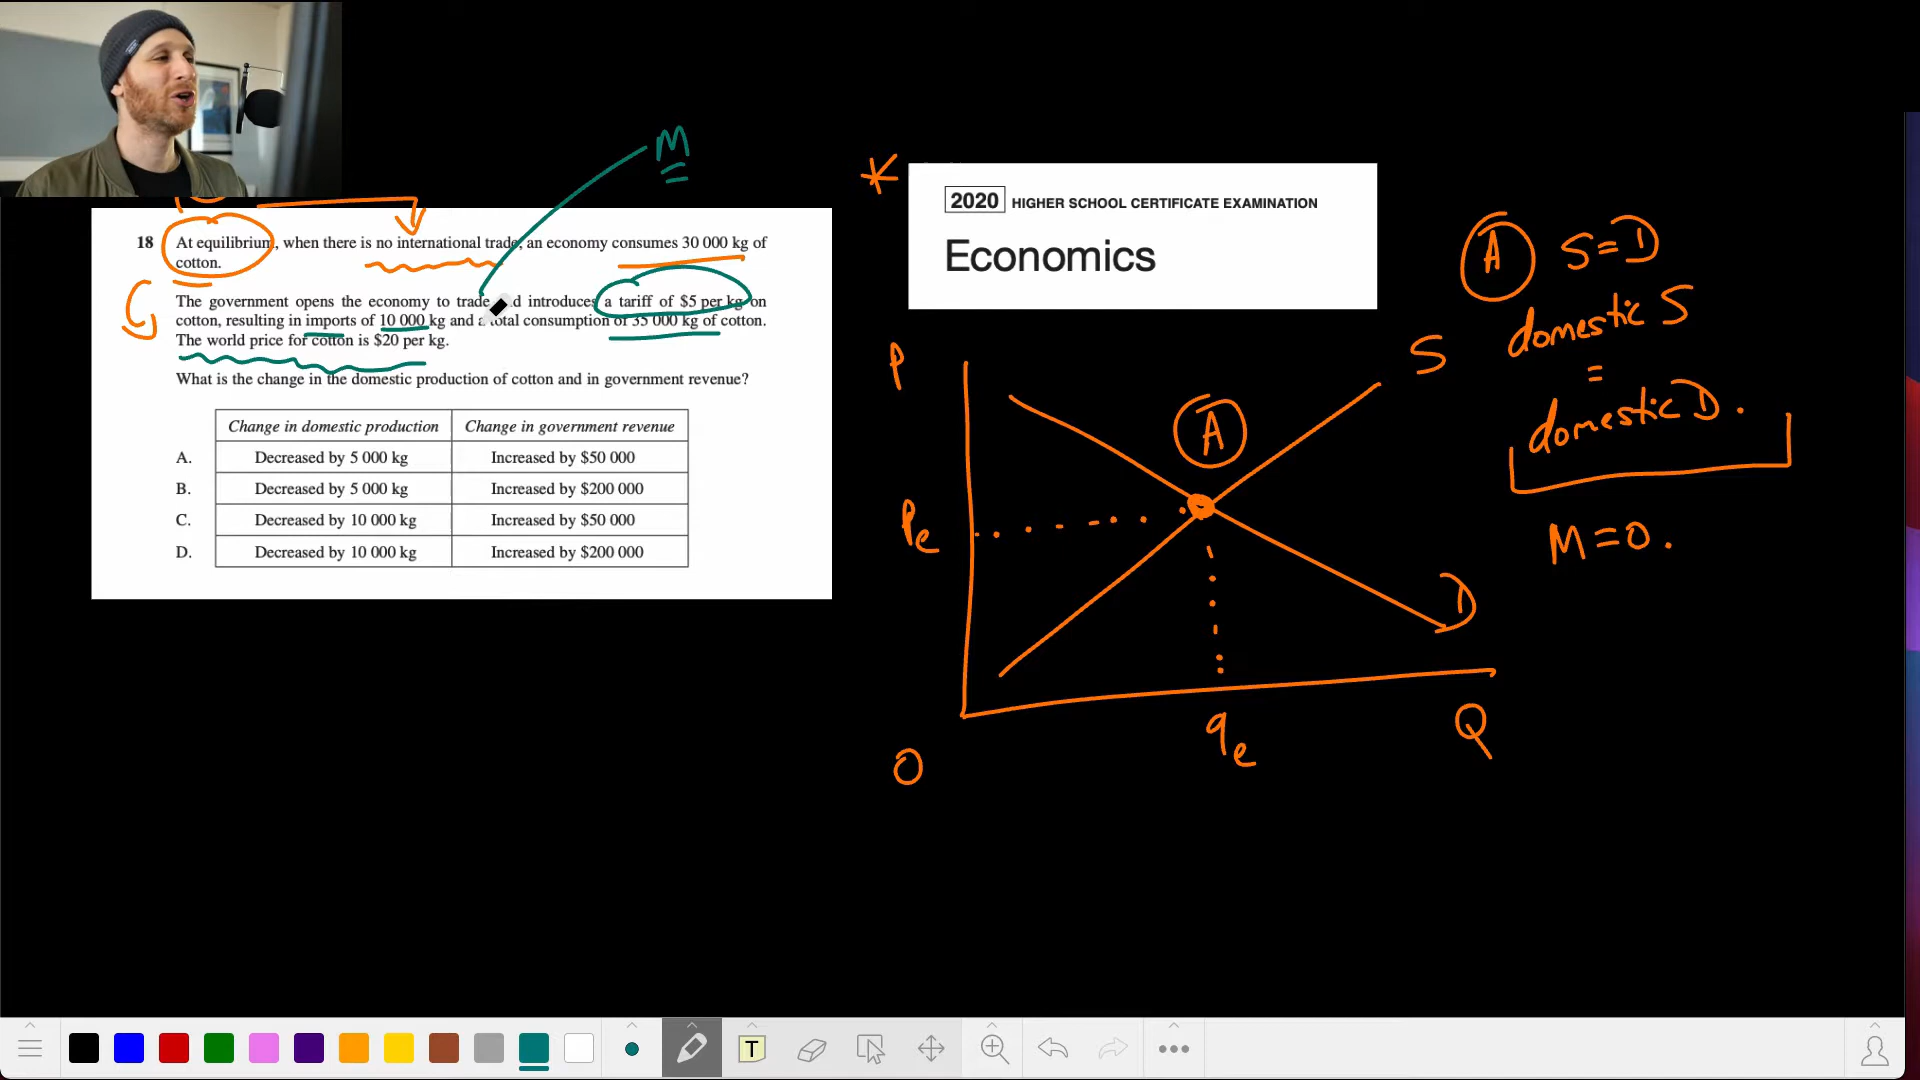 M
*
2020 HIGHER SCHOOL CERTIFICATE EXAMINATION
Economics
18 At equilibrium, when there is no international trade, an economy consumes 30 000 kg of
cotton.
The government opens the economy to trade introduces a tariff of $5 per kg on
cotton, resulting in imports of 10 000 kg and a total consumption of 35 000 kg of cotton.
The world price for cotton is $20 per kg.
What is the change in the domestic production of cotton and in government revenue?
Change in domestic production Change in government revenue
A. Decreased by 5 000 kg Increased by $50 000
B. Decreased by 5 000 kg Increased by $200 000
C. Decreased by 10 000 kg Increased by $50 000
D. Decreased by 10 000 kg Increased by $200 000
A S=D
domestic S
=
domestic D.
M=0.
P
S
A
Pe
D
qe
Q
O
T